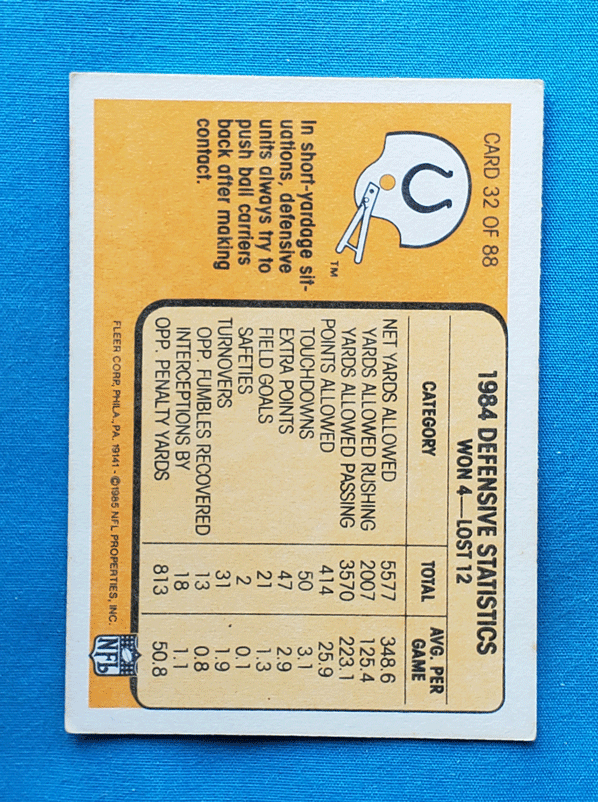 CARD 32 OF 88
TM
In short-yardage sit-
uations, defensive
units always try to
push ball carriers
back after making
contact.
1984 DEFENSIVE STATISTICS
WON 4—LOST 12
CATEGORY TOTAL AVG. PER GAME
NET YARDS ALLOWED 5577 348.6
YARDS ALLOWED RUSHING 2007 125.4
YARDS ALLOWED PASSING 3570 223.1
POINTS ALLOWED 414 25.9
TOUCHDOWNS 50 3.1
EXTRA POINTS 47 2.9
FIELD GOALS 21 1.3
SAFETIES 2 0.1
TURNOVERS 31 1.9
OPP. FUMBLES RECOVERED 13 0.8
INTERCEPTIONS BY 18 1.1
OPP. PENALTY YARDS 813 50.8
FLEER CORP., PHILA., PA. 19141 - ©1985 NFL PROPERTIES, INC.
NFL